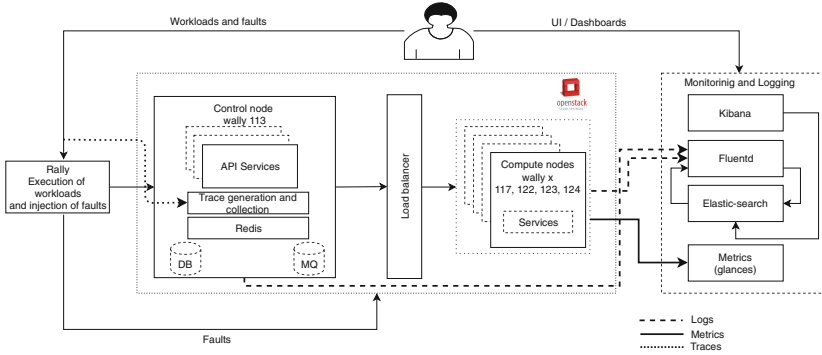 Workloads and faults
UI / Dashboards
openstack
Monitorinig and Logging
Control node
wally 113
Kibana
API Services
Load balancer
Compute nodes
wally x
117, 122, 123, 124
Fluentd
Rally
Execution of
workloads
and injection of faults
Trace generation and
collection
Elastic-search
Redis
Services
DB
MQ
Metrics
(glances)
Logs
Metrics
Traces
Faults